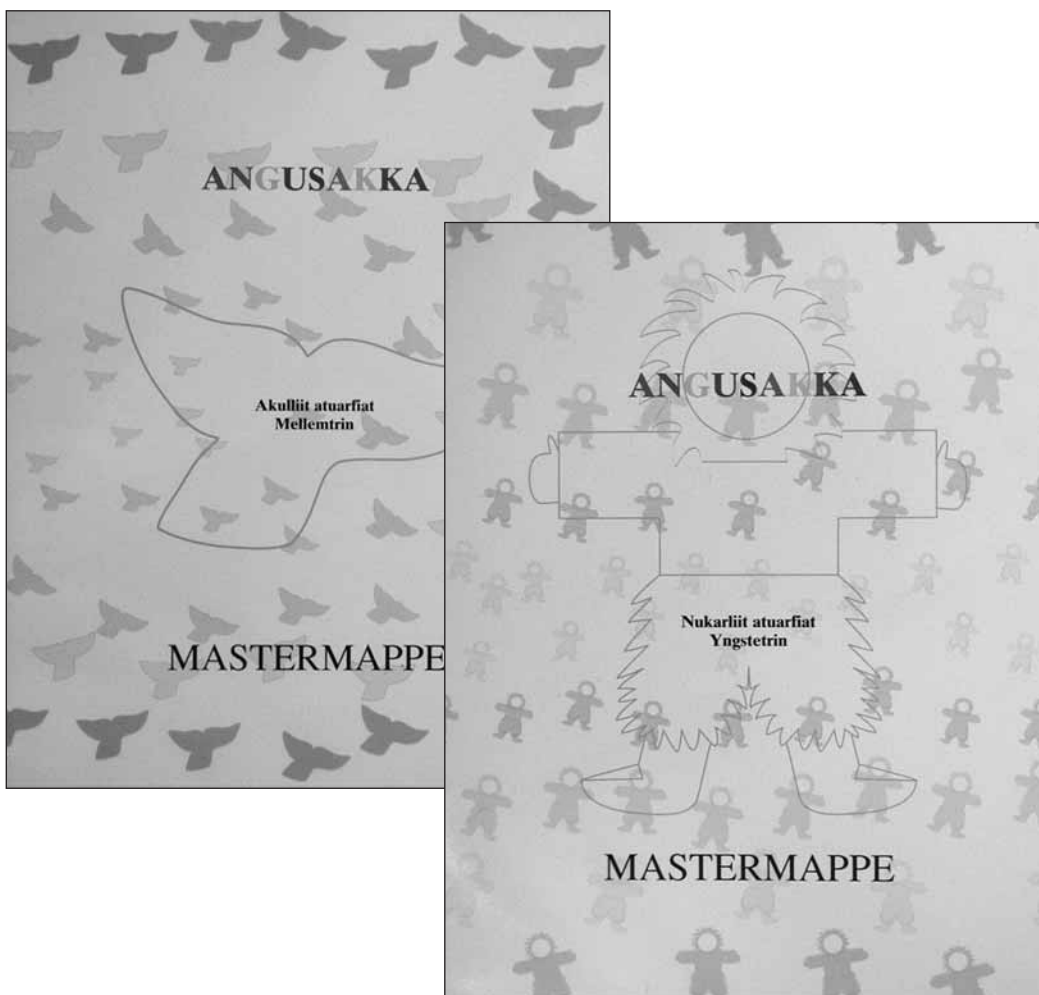 ANGUSAKKA
Akulliit atuarfiat
Mellemtrin
MASTERMAPPE
ANGUSAKKA
Nukarliit atuarfiat
Yngstetrin
MASTERMAPPE